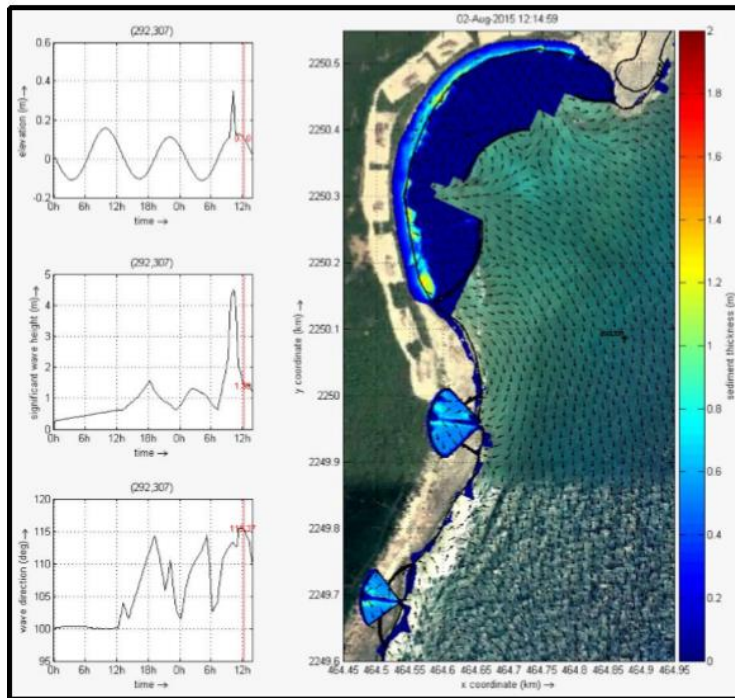 (292,307)
elevation (m) →
0.6
0.4
0.2
0
-0.2
0h 6h 12h 18h 0h 6h 12h
time →
(292,307)
significant wave height (m) →
5
4
3
2
1
0
0h 6h 12h 18h 0h 6h 12h
time →
(292,307)
wave direction (deg) →
120
115
110
105
100
95
0h 6h 12h 18h 0h 6h 12h
time →
02-Aug-2015 12:14:59
y coordinate (km) →
2250.5
2250.4
2250.3
2250.2
2250.1
2250
2249.9
2249.8
2249.7
2249.6
464.45 464.5 464.55 464.6 464.65 464.7 464.75 464.8 464.85 464.9 464.95
x coordinate (km) →
2
1.8
1.6
1.4
1.2
1
0.8
0.6
0.4
0.2
0
sediment thickness (m)